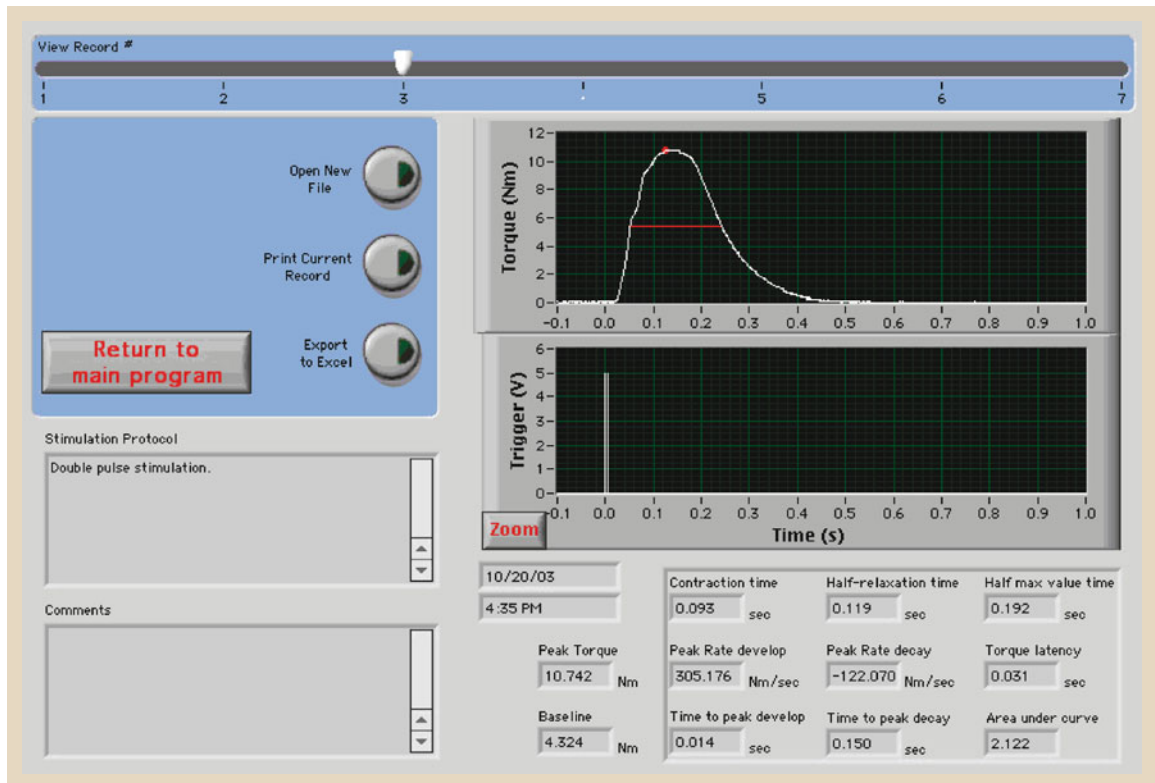 View Record #
1 2 3 5 6 7
Open New
File
Print Current
Record
Export
to Excel
Return to
main program
Stimulation Protocol
Double pulse stimulation.
Comments
Torque (Nm)
12
10
8
6
4
2
0
-0.1 0.0 0.1 0.2 0.3 0.4 0.5 0.6 0.7 0.8 0.9 1.0
Trigger (V)
6
5
4
3
2
1
0
0.1 0.0 0.1 0.2 0.3 0.4 0.5 0.6 0.7 0.8 0.9 1.0
Zoom
Time (s)
10/20/03
4:35 PM
Peak Torque
10.742 Nm
Baseline
4.324 Nm
Contraction time Half-relaxation time Half max value time
0.093 sec 0.119 sec 0.192 sec
Peak Rate develop Peak Rate decay Torque latency
305.176 Nm/sec -122.070 Nm/sec 0.031 sec
Time to peak develop Time to peak decay Area under curve
0.014 sec 0.150 sec 2.122